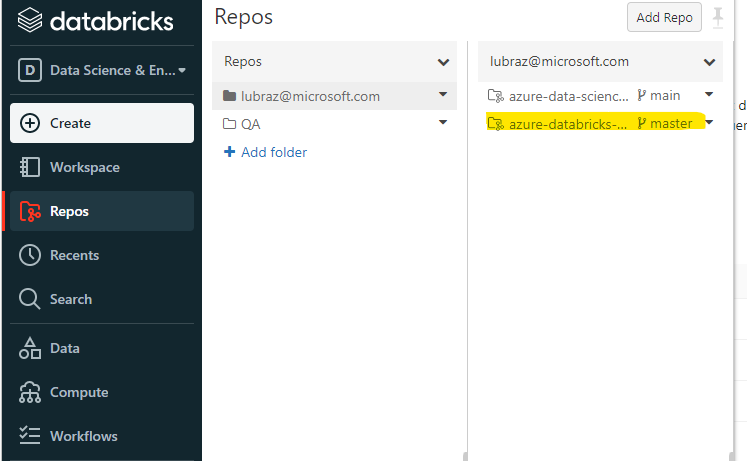 databricks
D Data Science & En...
Create
Workspace
Repos
Recents
Search
Data
Compute
Workflows
Repos
Add Repo
Repos
lubraz@microsoft.com
QA
+ Add folder
lubraz@microsoft.com
azure-data-scienc... main
azure-databricks-... master
d